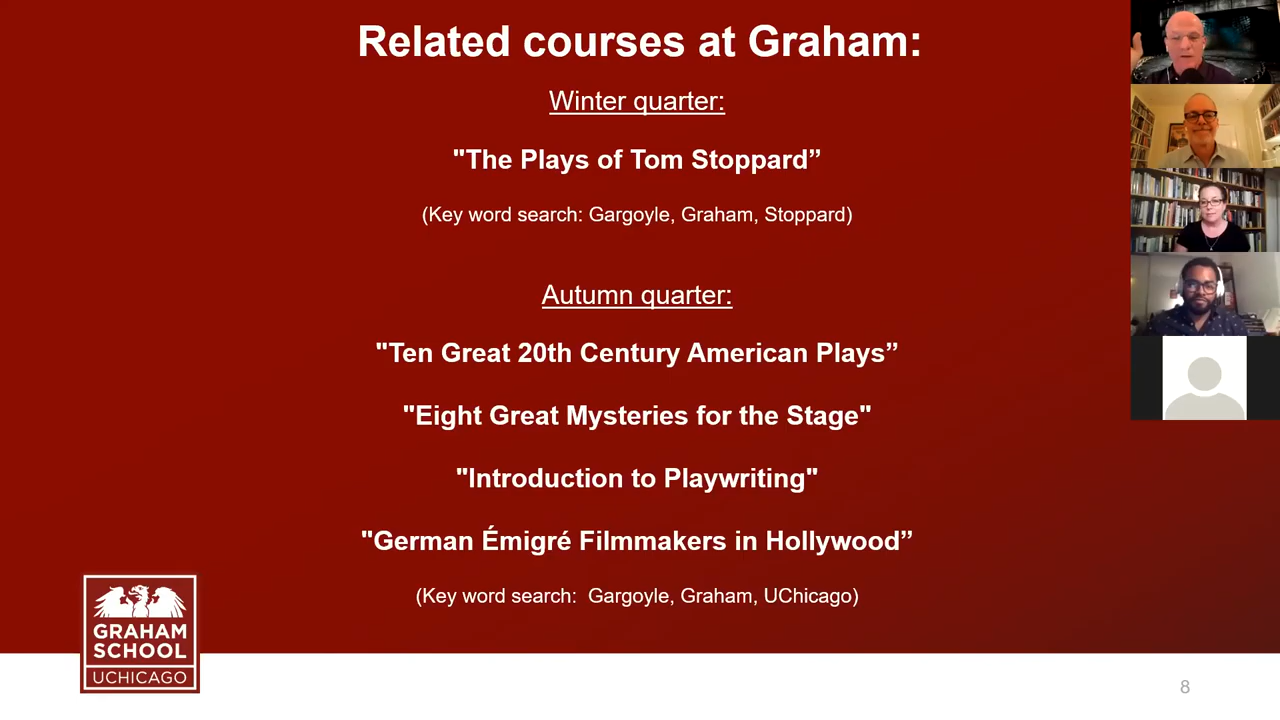 Related courses at Graham:
Winter quarter:
"The Plays of Tom Stoppard”
(Key word search: Gargoyle, Graham, Stoppard)
Autumn quarter:
"Ten Great 20th Century American Plays”
"Eight Great Mysteries for the Stage"
"Introduction to Playwriting"
"German Émigré Filmmakers in Hollywood”
(Key word search:  Gargoyle, Graham, UChicago)
GRAHAM
SCHOOL
UCHICAGO
8